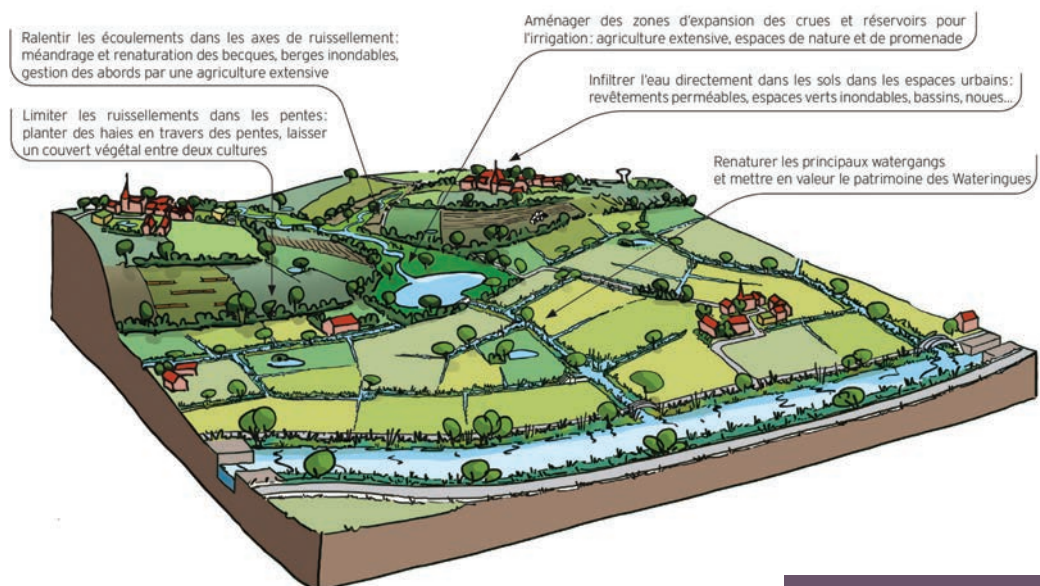 Ralentir les écoulements dans les axes de ruissellement:
méandrage et renaturation des becques, berges inondables,
gestion des abords par une agriculture extensive
Limiter les ruissellements dans les pentes:
planter des haies en travers des pentes, laisser
un couvert végétal entre deux cultures
Aménager des zones d'expansion des crues et réservoirs pour
l'irrigation: agriculture extensive, espaces de nature et de promenade
Infiltrer l'eau directement dans les sols dans les espaces urbains:
revêtements perméables, espaces verts inondables, bassins, noues...
Renaturer les principaux watergangs
et mettre en valeur le patrimoine des Wateringues